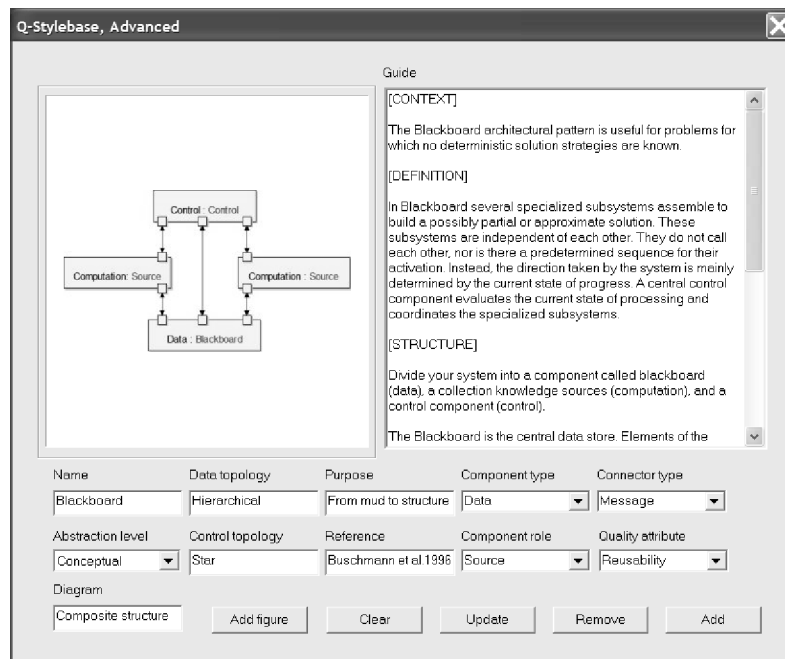 Q-Stylebase, Advanced
Guide
[CONTEXT]
The Blackboard architectural pattern is useful for problems for
which no deterministic solution strategies are known.
[DEFINITION]
In Blackboard several specialized subsystems assemble to
build a possibly partial or approximate solution. These
subsystems are independent of each other. They do not call
each other, nor is there a predetermined sequence for their
activation. Instead, the direction taken by the system is mainly
determined by the current state of progress. A central control
component evaluates the current state of processing and
coordinates the specialized subsystems.
[STRUCTURE]
Divide your system into a component called blackboard
(data), a collection knowledge sources (computation), and a
control component (control).
The Blackboard is the central data store. Elements of the
Control : Control
Computation: Source
Computation : Source
Data : Blackboard
Name
Data topology
Purpose
Component type
Connector type
Blackboard
Hierarchical
From mud to structure
Data
Message
Abstraction level
Control topology
Reference
Component role
Quality attribute
Conceptual
Star
Buschmann et al.1996
Source
Reusability
Diagram
Composite structure
Add figure
Clear
Update
Remove
Add